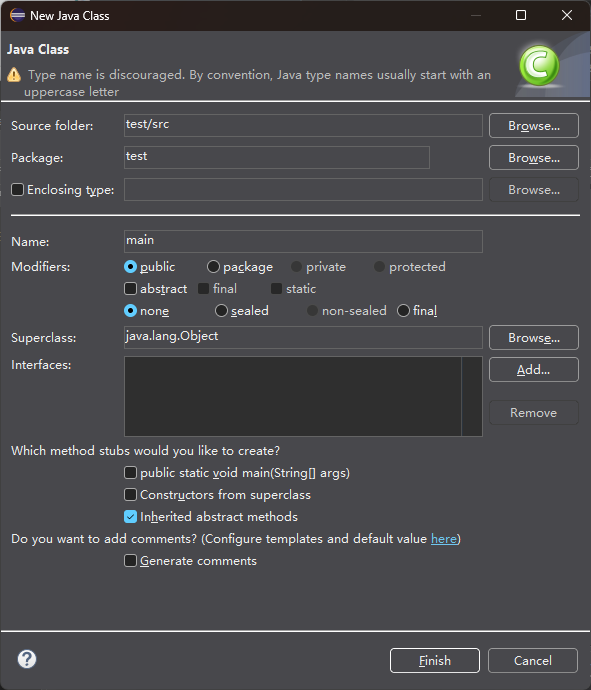 New Java Class
Java Class
Type name is discouraged. By convention, Java type names usually start with an
uppercase letter
Source folder: test/src Browse...
Package: test Browse...
Enclosing type: Browse...
Name: main
Modifiers: public package private protected
abstract final static
none sealed non-sealed final
Superclass: java.lang.Object Browse...
Interfaces: Add...
Remove
Which method stubs would you like to create?
public static void main(String[] args)
Constructors from superclass
Inherited abstract methods
Do you want to add comments? (Configure templates and default value here)
Generate comments
? Finish Cancel